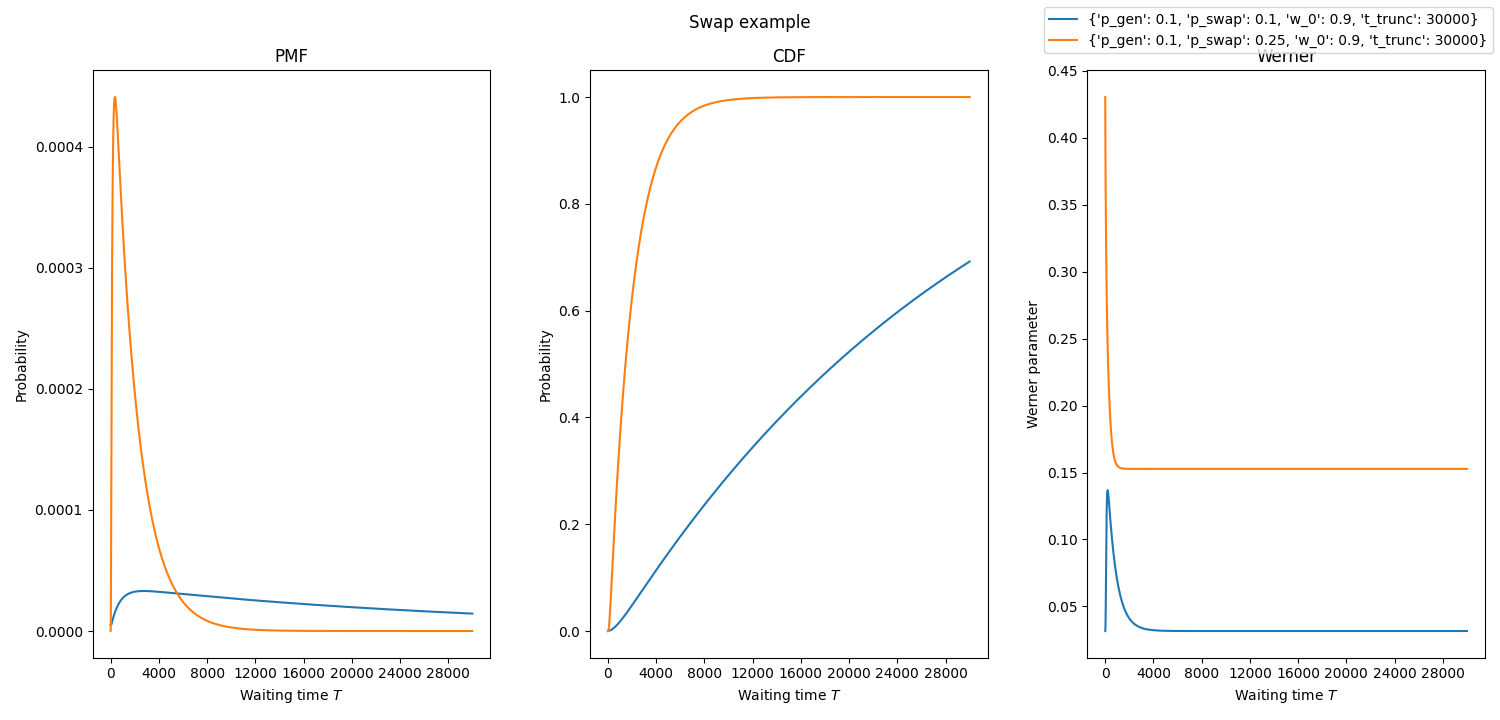 Swap example
{'p_gen': 0.1, 'p_swap': 0.1, 'w_0': 0.9, 't_trunc': 30000}
{'p_gen': 0.1, 'p_swap': 0.25, 'w_0': 0.9, 't_trunc': 30000}
PMF
Probability
0.0004
0.0003
0.0002
0.0001
0.0000
0 4000 8000 12000 16000 20000 24000 28000
Waiting time T
CDF
Probability
1.0
0.8
0.6
0.4
0.2
0.0
0 4000 8000 12000 16000 20000 24000 28000
Waiting time T
Werner
Werner parameter
0.45
0.40
0.35
0.30
0.25
0.20
0.15
0.10
0.05
0 4000 8000 12000 16000 20000 24000 28000
Waiting time T